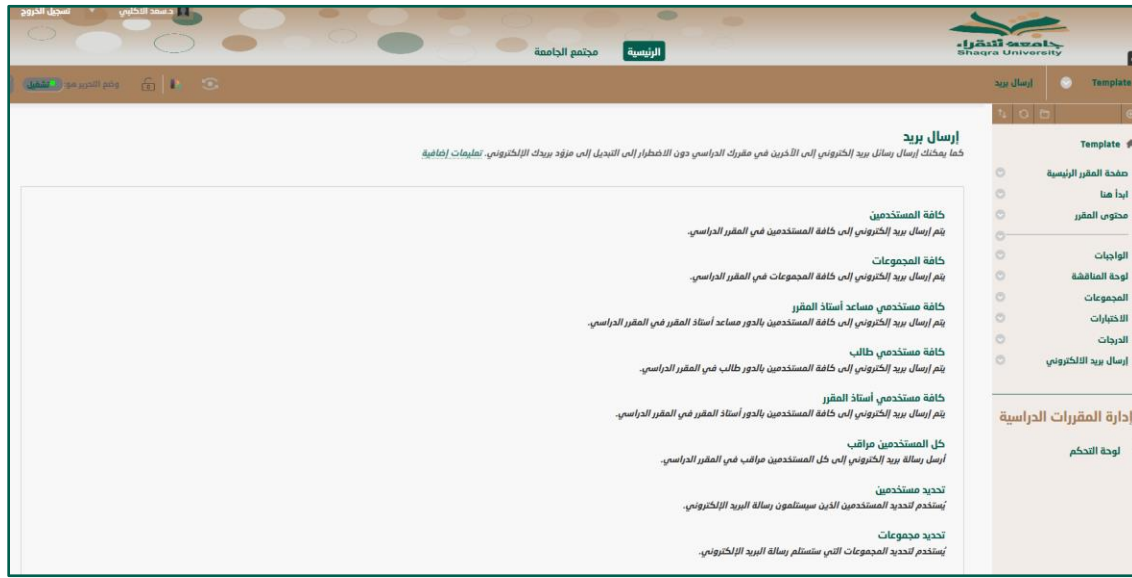 د.سعد الاكلبي
تسجيل الخروج
جامعة شقراء
Shaqra University
الرئيسية
مجتمع الجامعة
Template
إرسال بريد
وضع التحرير هو:
تشغيل
Template
صفحة المقرر الرئيسية
ابدأ هنا
محتوى المقرر
الواجبات
لوحة المناقشة
المجموعات
الاختبارات
الدرجات
إرسال بريد الالكتروني
إدارة المقررات الدراسية
لوحة التحكم
إرسال بريد
كما يمكنك إرسال رسائل بريد إلكتروني إلى الأخرين في مقررك الدراسي دون الاضطرار إلى التبديل إلى مزوّد بريدك الإلكتروني. تعليمات إضافية
كافة المستخدمين
يتم إرسال بريد إلكتروني إلى كافة المستخدمين في المقرر الدراسي.
كافة المجموعات
يتم إرسال بريد إلكتروني إلى كافة المجموعات في المقرر الدراسي.
كافة مستخدمي مساعد أستاذ المقرر
يتم إرسال بريد إلكتروني إلى كافة المستخدمين بالدور مساعد أستاذ المقرر في المقرر الدراسي.
كافة مستخدمي طالب
يتم إرسال بريد إلكتروني إلى كافة المستخدمين بالدور طالب في المقرر الدراسي.
كافة مستخدمي أستاذ المقرر
يتم إرسال بريد إلكتروني إلى كافة المستخدمين بالدور أستاذ المقرر في المقرر الدراسي.
كل المستخدمين مراقب
أرسل رسالة بريد إلكتروني إلى كل المستخدمين مراقب في المقرر الدراسي.
تحديد مستخدمين
يُستخدم لتحديد المستخدمين الذين سيستلمون رسالة البريد الإلكتروني.
تحديد مجموعات
يُستخدم لتحديد المجموعات التي ستستلم رسالة البريد الإلكتروني.